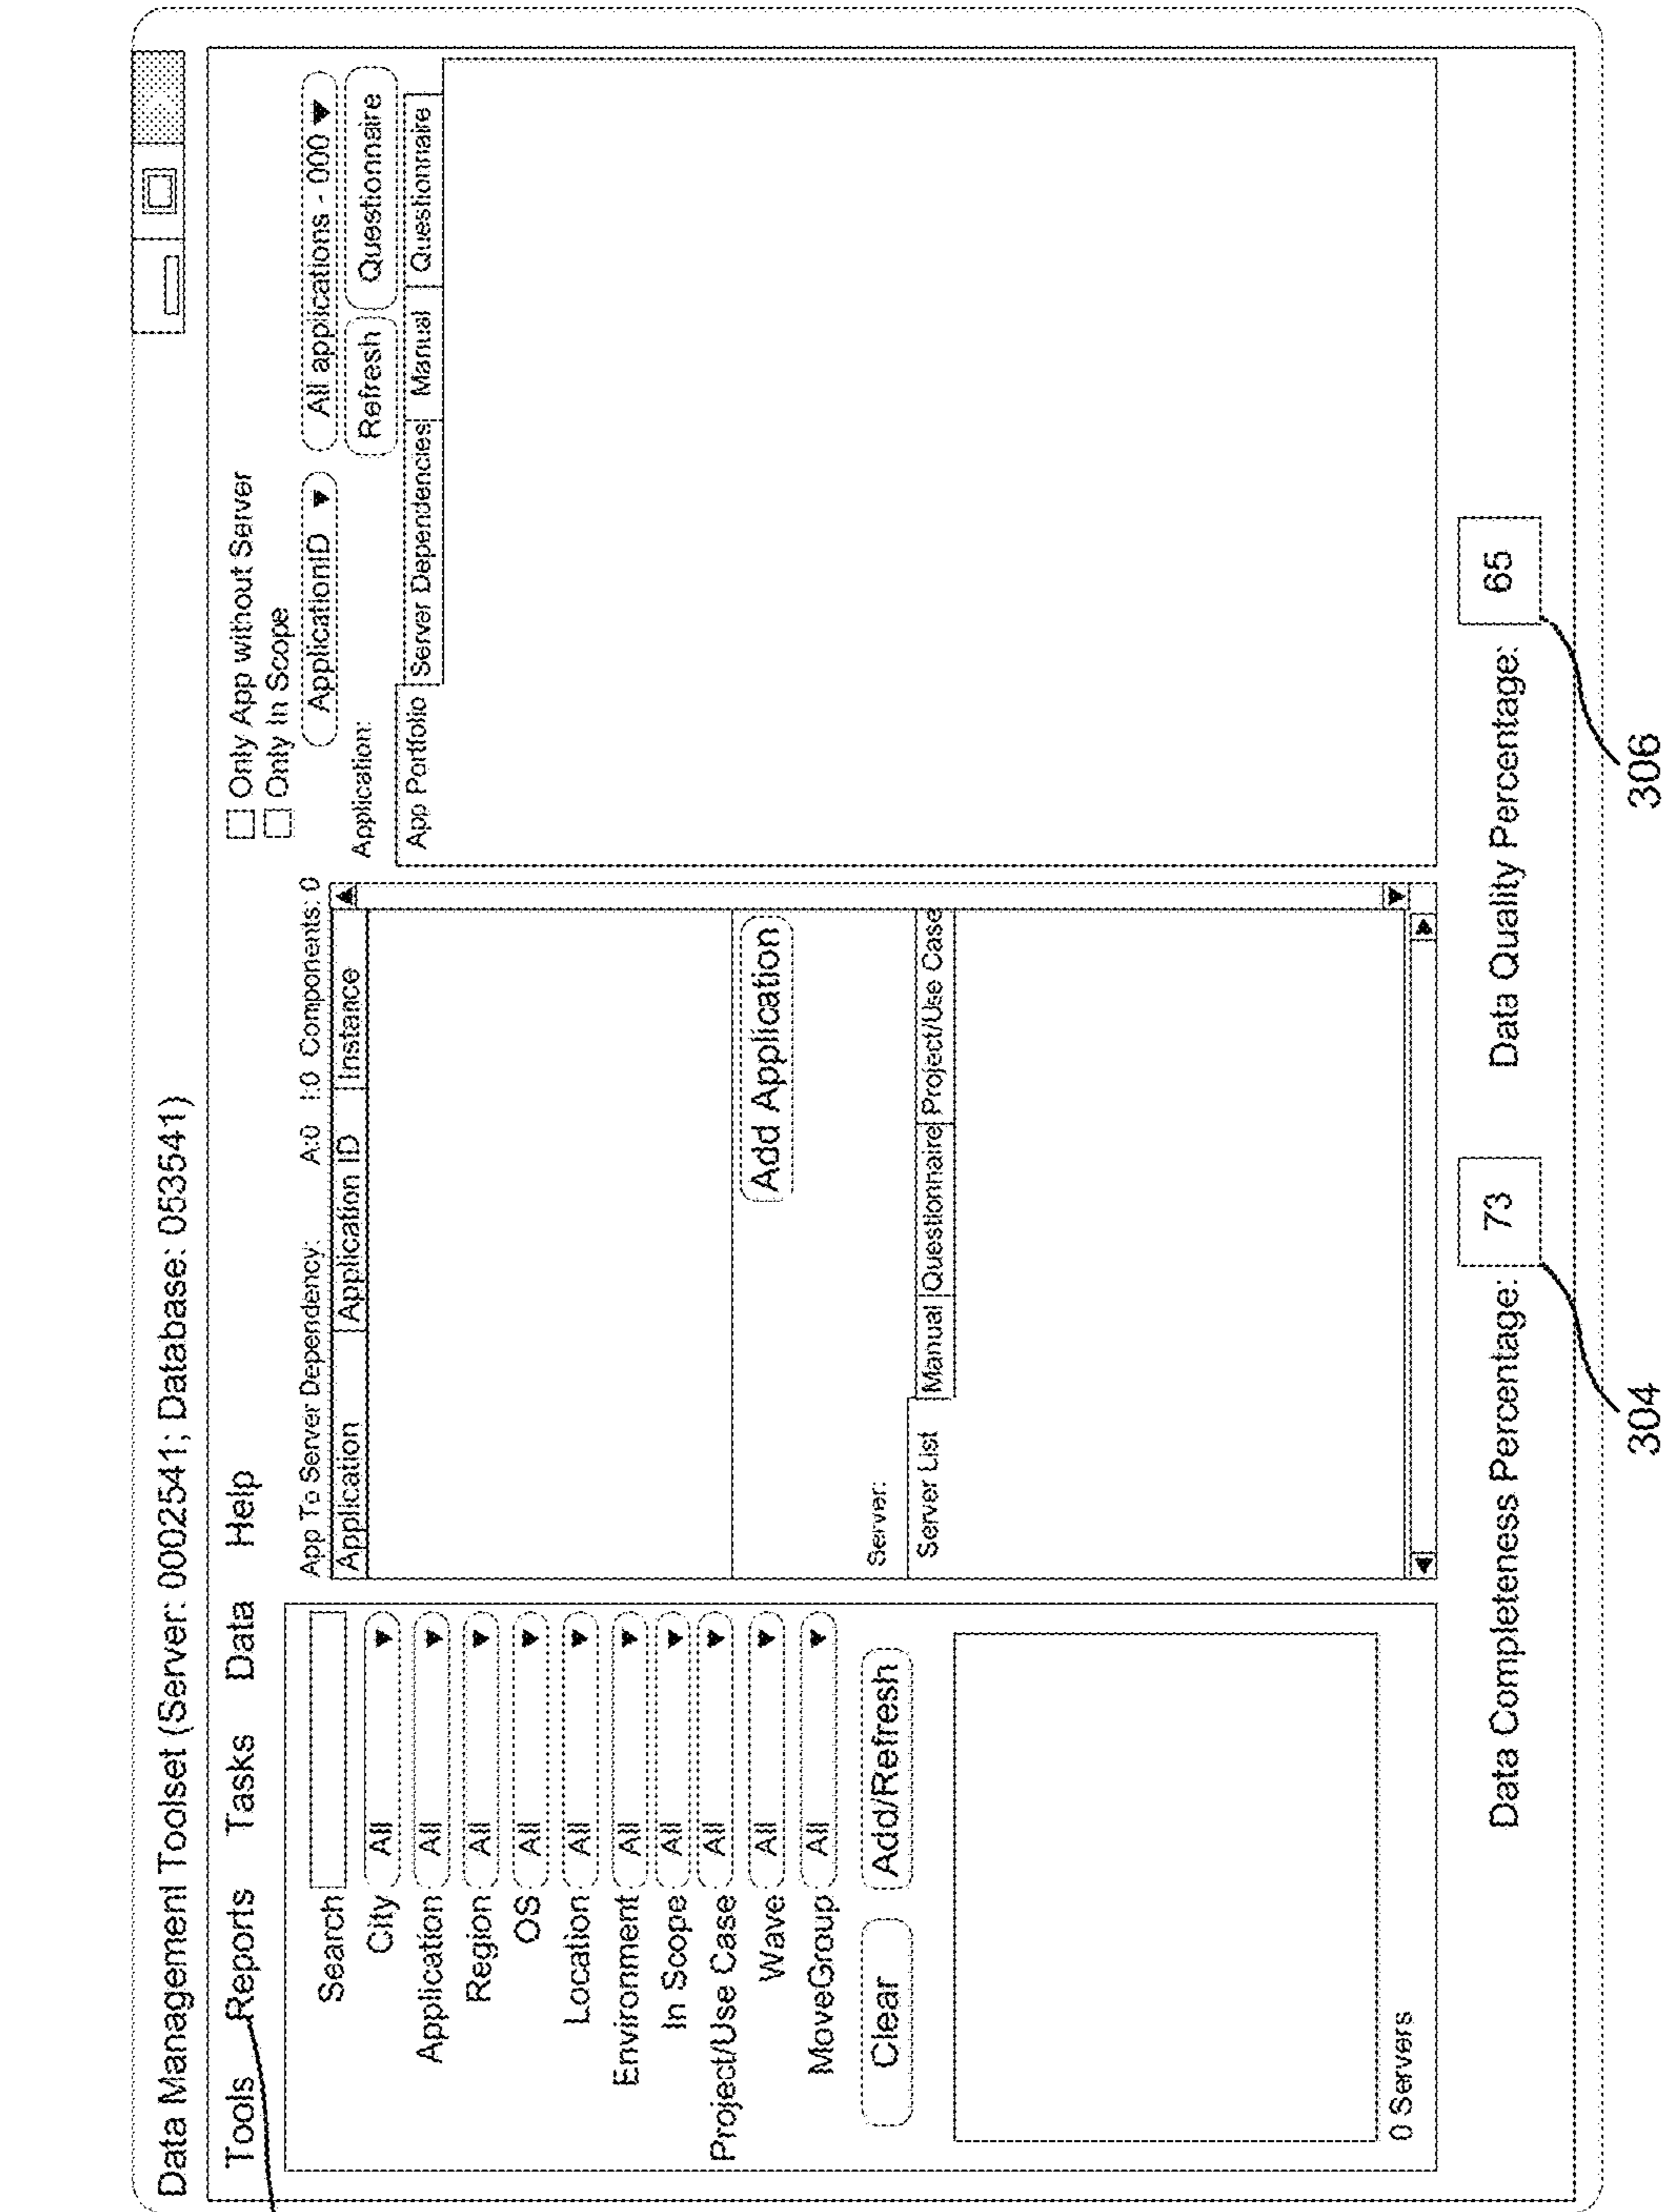 Data Management Toolset (Server: 0002541; Database: 053541)
Tools Reports Tasks Data Help
Search
City All
Application All
Region All
OS All
Location All
Environment All
In Scope All
Project/Use Case All
Wave All
MoveGroup All
Clear Add/Refresh
0 Servers
App To Server Dependency: A:0 I:0 Components: 0
Application Application ID Instance
Add Application
Server:
Server List Manual Questionnaire Project/Use Case
Only App without Server
Only In Scope
ApplicationID All applications - 000
Application: Refresh Questionnaire
App Portfolio Server Dependencies Manual Questionnaire
Data Completeness Percentage: 73 Data Quality Percentage: 65
304 306